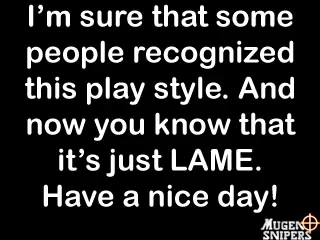 I’m sure that some
people recognized
this play style. And
now you know that
it’s just LAME.
Have a nice day!
MUGEN
SNIPERS